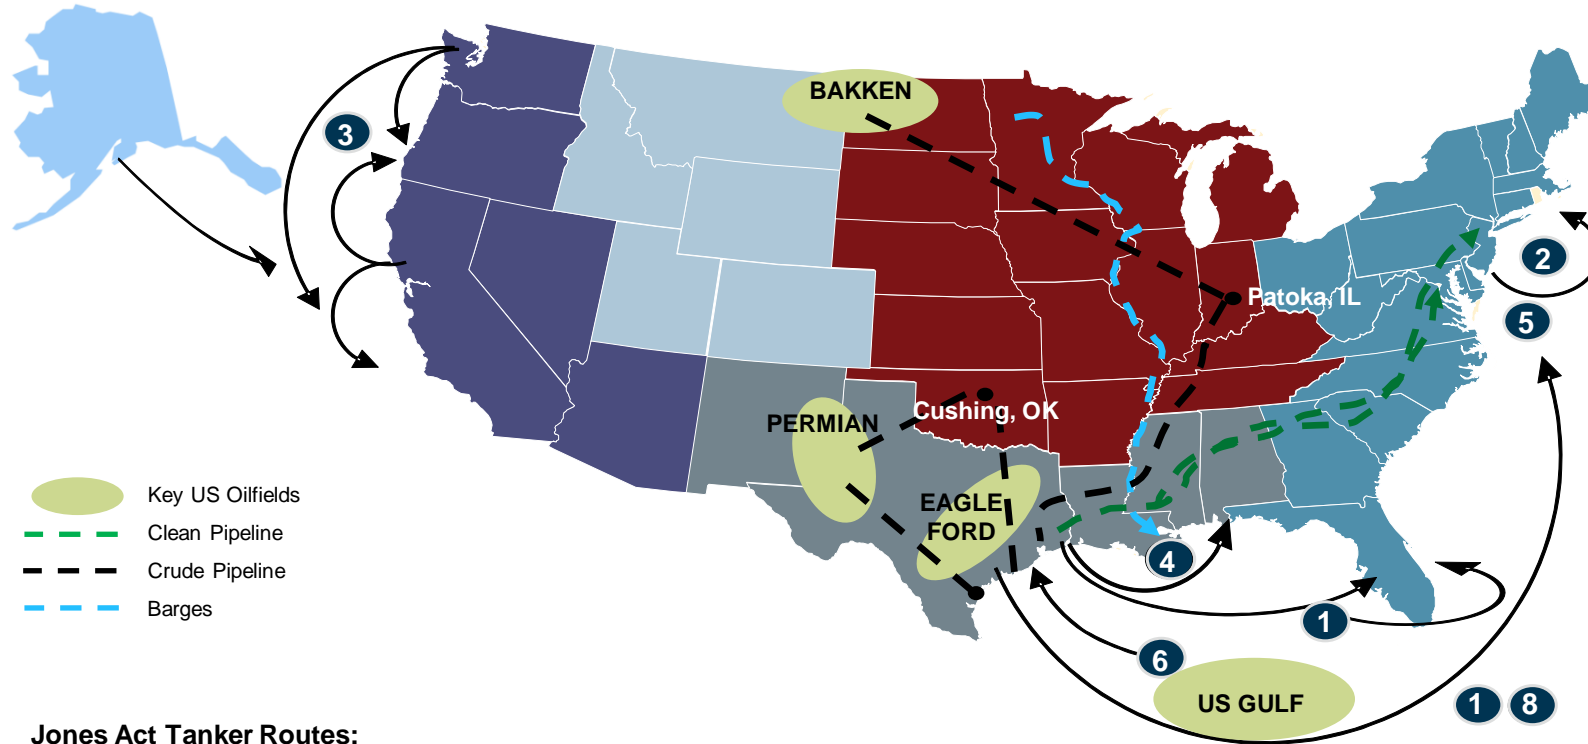 BAKKEN
3
2
Patoka, IL
5
Cushing, OK
PERMIAN
Key US Oilfields
EAGLE
FORD
Clean Pipeline
4
Crude Pipeline
Barges
1
6
US GULF
1 8
Jones Act Tanker Routes: